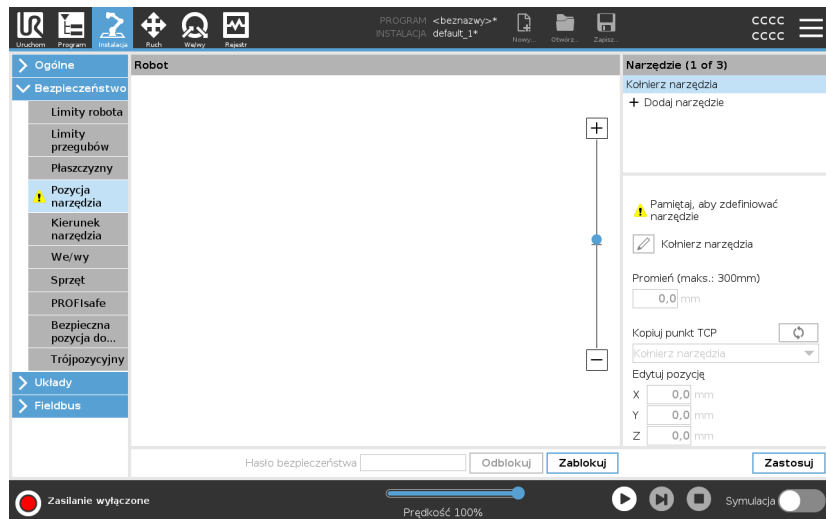 PROGRAM <beznazwy>*
INSTALACJA default_1*
cccc
cccc
Uruchom
Program
Instalacja
Ruch
We/wy
Rejestr
Nowy...
Otwórz...
Zapisz...
Ogólne
Bezpieczeństwo
Limity robota
Limity
przegubów
Płaszczyzny
Pozycja
narzędzia
Kierunek
narzędzia
We/wy
Sprzęt
PROFIsafe
Bezpieczna
pozycja do...
Trójpozycyjny
Układy
Fieldbus
Robot
+
−
Narzędzie (1 of 3)
Kołnierz narzędzia
+ Dodaj narzędzie
Pamiętaj, aby zdefiniować
narzędzie
Kołnierz narzędzia
Promień (maks.: 300mm)
0,0 mm
Kopiuj punkt TCP
Kołnierz narzędzia
Edytuj pozycję
X 0,0 mm
Y 0,0 mm
Z 0,0 mm
Hasło bezpieczeństwa
Odblokuj
Zablokuj
Zastosuj
Zasilanie wyłączone
Prędkość 100%
Symulacja